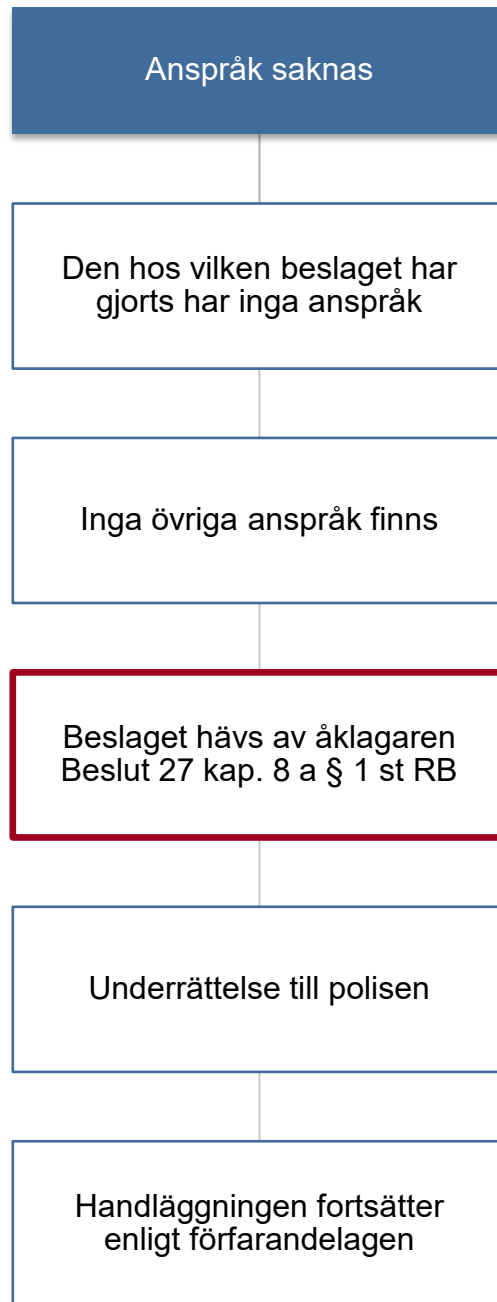 Anspråk saknas
Den hos vilken beslaget har
gjorts har inga anspråk
Inga övriga anspråk finns
Beslaget hävs av åklagaren
Beslut 27 kap. 8 a § 1 st RB
Underrättelse till polisen
Handläggningen fortsätter
enligt förfarandelagen